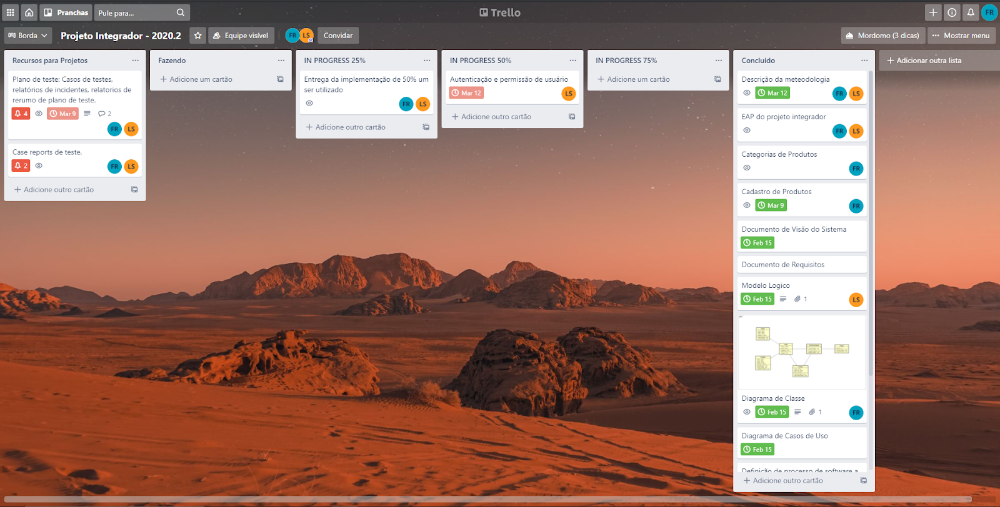 Pranchas
Pule para...
Trello
FR
Borda
Projeto Integrador - 2020.2
Equipe visível
FR
LS
Convidar
Mordomo (3 dicas)
Mostrar menu
Recursos para Projetos
Plano de teste: Casos de testes,
relatórios de incidentes, relatorios de
rerumo de plano de teste.
4
Mar 9
2
FR
LS
Case reports de teste.
2
FR
LS
Adicione outro cartão
Fazendo
Adicione um cartão
IN PROGRESS 25%
Entrega da implementação de 50% um
ser utilizado
FR
LS
Adicione outro cartão
IN PROGRESS 50%
Autenticação e permissão de usuário
Mar 12
LS
Adicione outro cartão
IN PROGRESS 75%
Adicione um cartão
Concluido
Descrição da meteodologia
Mar 12
FR
LS
EAP do projeto integrador
FR
LS
Categorias de Produtos
FR
Cadastro de Produtos
Mar 9
FR
Documento de Visão do Sistema
Feb 15
Documento de Requisitos
Modelo Logico
Feb 15
1
LS
Diagrama de Classe
Feb 15
1
FR
Diagrama de Casos de Uso
Feb 15
Definição de processo de software a
Adicione outro cartão
Adicionar outra lista